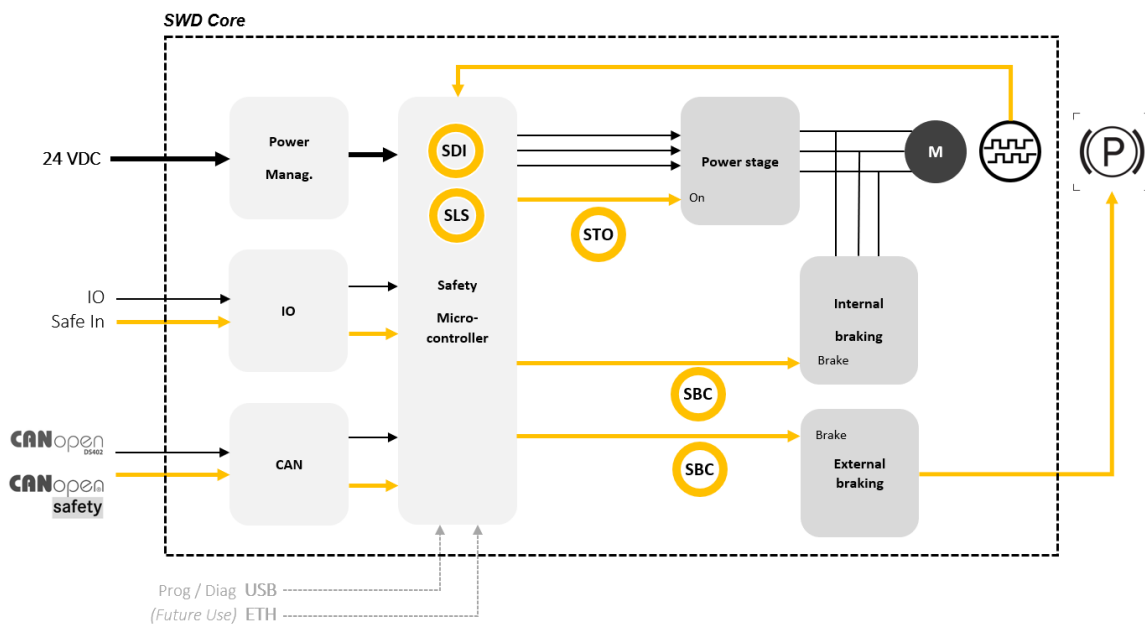 SWD Core
24 VDC
Power
Manag.
SDI
SLS
STO
Power stage
On
M
P
IO
Safe In
IO
Safety
Micro-
controller
Internal
braking
Brake
SBC
CANopen
DS402
CANopen
safety
CAN
SBC
Brake
External
braking
Prog / Diag USB
(Future Use) ETH